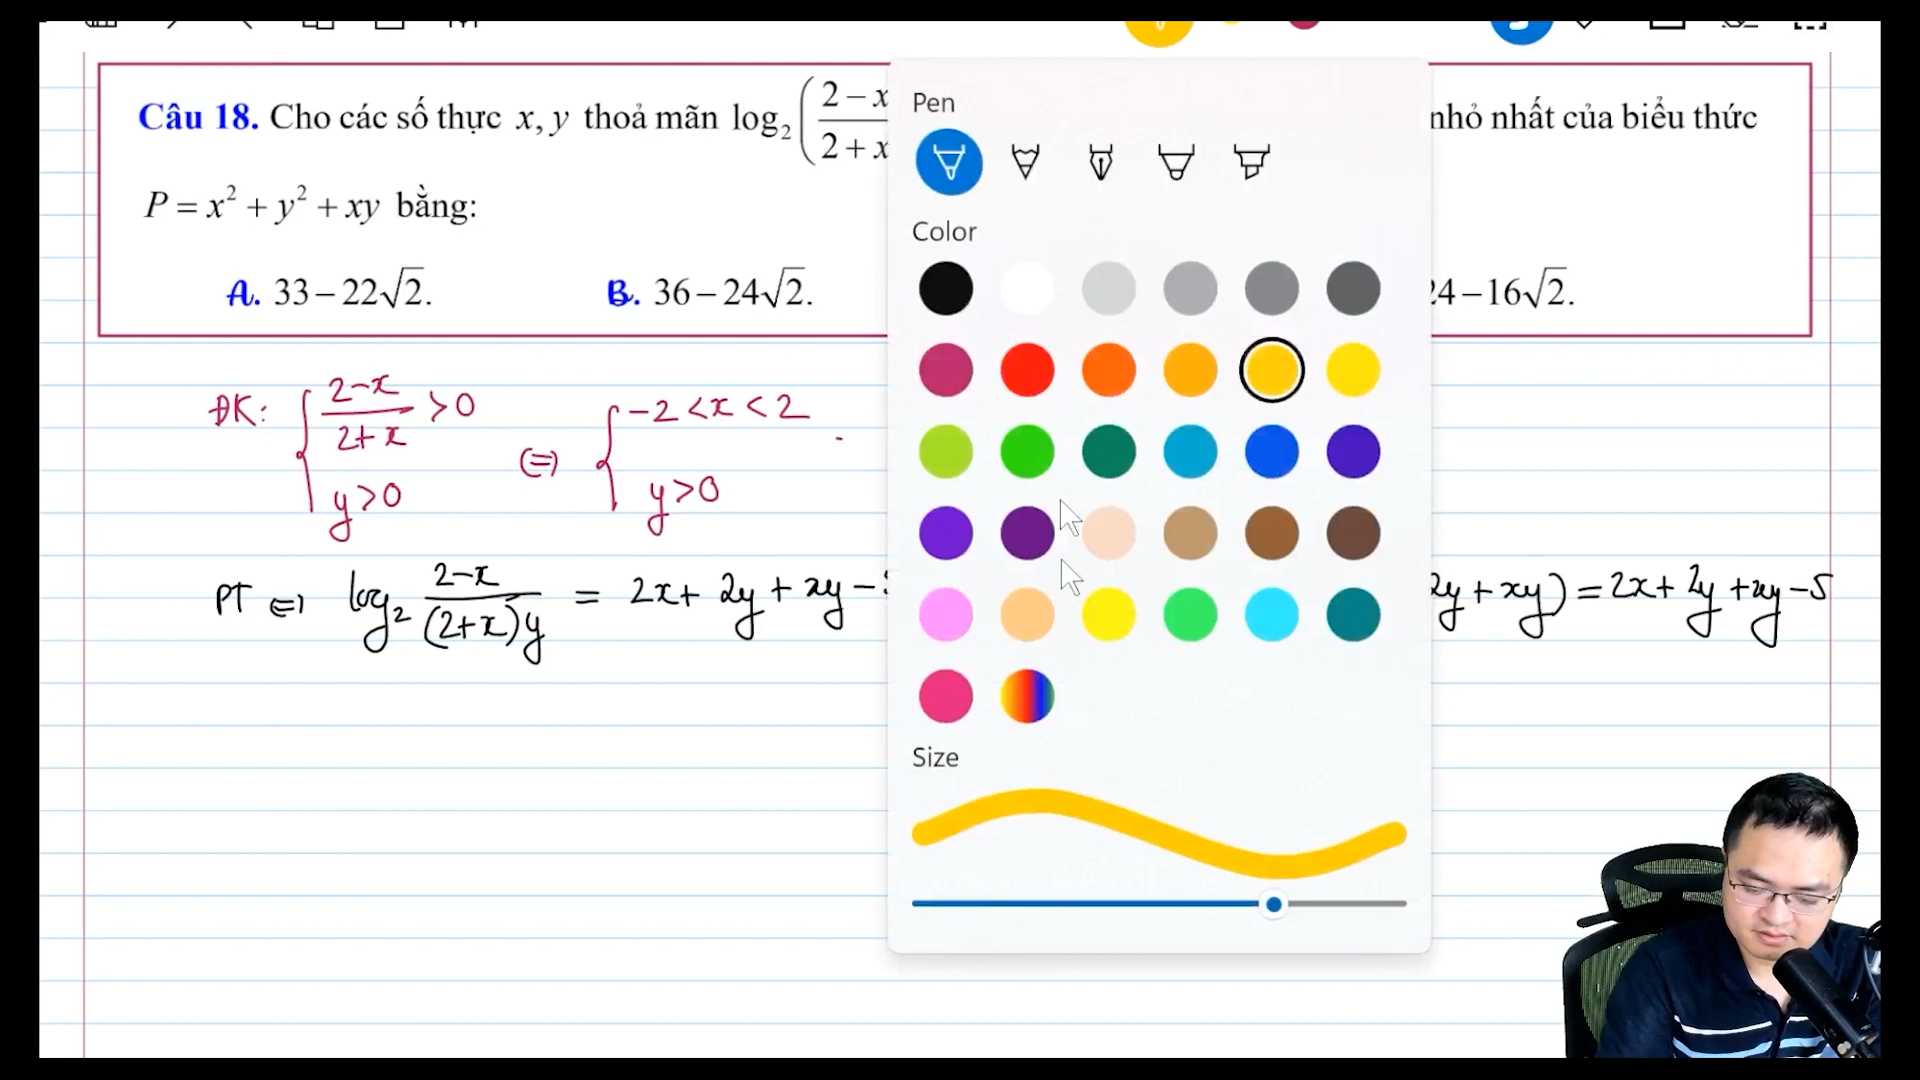 Câu 18. Cho các số thực x, y thoả mãn log₂(2 − x / 2 + x nhỏ nhất của biểu thức
P = x² + y² + xy bằng:
A. 33 − 22√2. B. 36 − 24√2. 24 − 16√2.
Pen
Color
Size
ĐK: { 2−x / 2+x > 0 ⇔ { −2 < x < 2
y > 0 y > 0
PT ⇔ log₂ 2−x / (2+x)y = 2x + 2y + xy − 2y + xy) = 2x + 2y + xy − 5